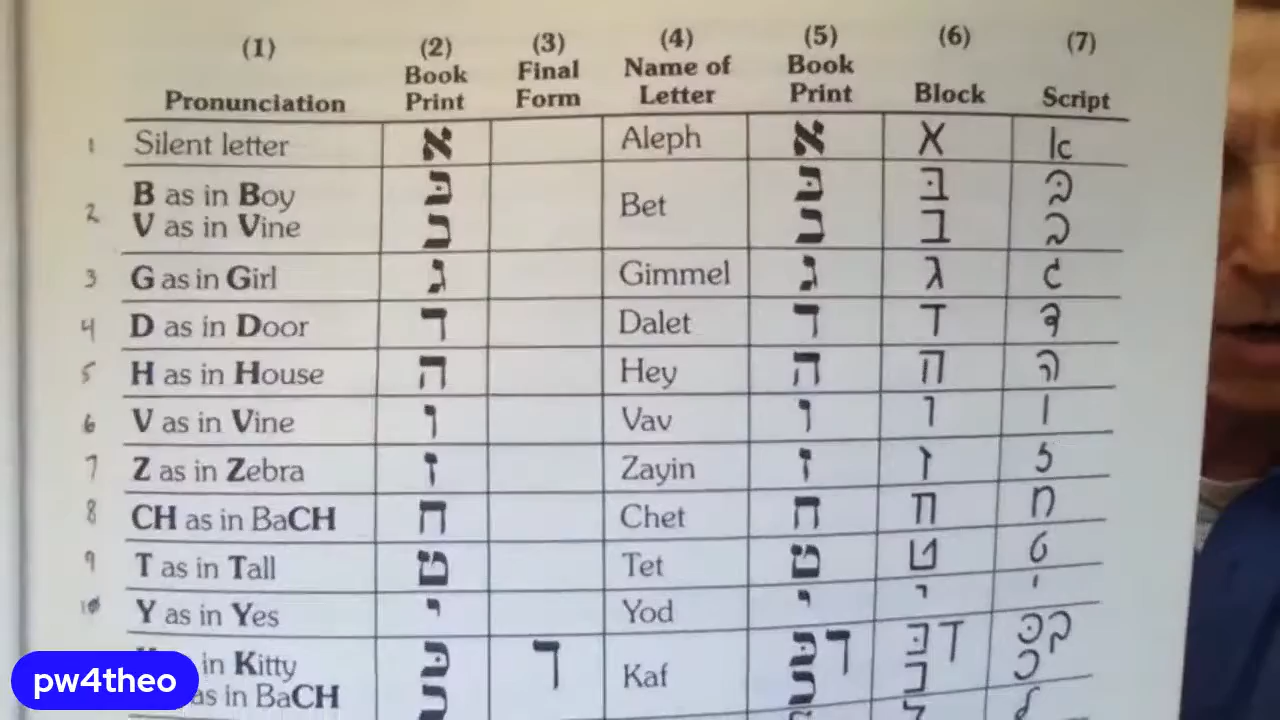 (1) (2) (3) (4) (5) (6) (7)
Book Final Name of Book
Pronunciation Print Form Letter Print Block Script
1 Silent letter א Aleph א א א
2 B as in Boy בּ Bet בּ בּ בּ
V as in Vine ב ב ב ב
3 G as in Girl ג Gimmel ג ג ג
4 D as in Door ד Dalet ד ד ד
5 H as in House ה Hey ה ה ה
6 V as in Vine ו Vav ו ו ו
7 Z as in Zebra ז Zayin ז ז ז
8 CH as in BaCH ח Chet ח ח ח
9 T as in Tall ט Tet ט ט ט
10 Y as in Yes י Yod י י י
in Kitty כּ ך Kaf כּ ך כּ ך כּ ך
as in BaCH כ כ כ כ
pw4theo